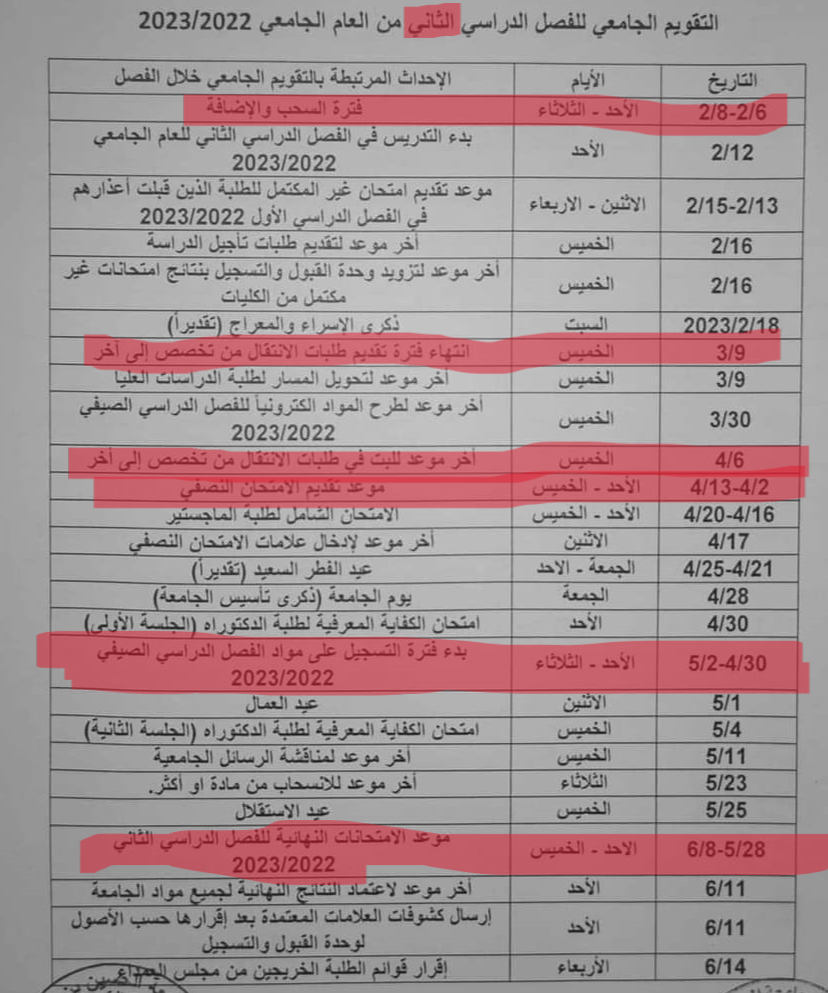 التقويم الجامعي للفصل الدراسي الثاني من العام الجامعي 2023/2022
التاريخ الأيام الإحداث المرتبطة بالتقويم الجامعي خلال الفصل
2/8-2/6 الأحد - الثلاثاء فترة السحب والإضافة
2/12 الأحد بدء التدريس في الفصل الدراسي الثاني للعام الجامعي
2023/2022
2/15-2/13 الاثنين - الاربعاء موعد تقديم امتحان غير المكتمل للطلبة الذين قبلت أعذارهم
في الفصل الدراسي الأول 2023/2022
2/16 الخميس أخر موعد لتقديم طلبات تأجيل الدراسة
2/16 الخميس أخر موعد لتزويد وحدة القبول والتسجيل بنتائج امتحانات غير
مكتمل من الكليات
2023/2/18 السبت ذكرى الإسراء والمعراج (تقديراً)
3/9 الخميس انتهاء فترة تقديم طلبات الانتقال من تخصص إلى أخر
3/9 الخميس أخر موعد لتحويل المسار لطلبة الدراسات العليا
3/30 الخميس أخر موعد لطرح المواد الكترونياً للفصل الدراسي الصيفي
2023/2022
4/6 الخميس أخر موعد للبت في طلبات الانتقال من تخصص إلى أخر
4/13-4/2 الأحد - الخميس موعد تقديم الامتحان النصفي
4/20-4/16 الأحد - الخميس الامتحان الشامل لطلبة الماجستير
4/17 الاثنين أخر موعد لإدخال علامات الامتحان النصفي
4/25-4/21 الجمعة - الاحد عيد الفطر السعيد (تقديراً)
4/28 الجمعة يوم الجامعة (ذكرى تأسيس الجامعة)
4/30 الأحد امتحان الكفاية المعرفية لطلبة الدكتوراه (الجلسة الأولى)
5/2-4/30 الأحد - الثلاثاء بدء فترة التسجيل على مواد الفصل الدراسي الصيفي
2023/2022
5/1 الاثنين عيد العمال
5/4 الخميس امتحان الكفاية المعرفية لطلبة الدكتوراه (الجلسة الثانية)
5/11 الخميس أخر موعد لمناقشة الرسائل الجامعية
5/23 الثلاثاء أخر موعد للانسحاب من مادة او أكثر.
5/25 الخميس عيد الاستقلال
6/8-5/28 الاحد - الخميس موعد الامتحانات النهائية للفصل الدراسي الثاني
2023/2022
6/11 الأحد أخر موعد لاعتماد النتائج النهائية لجميع مواد الجامعة
6/11 الأحد إرسال كشوفات العلامات المعتمدة بعد إقرارها حسب الأصول
لوحدة القبول والتسجيل
6/14 الأربعاء إقرار قوائم الطلبة الخريجين من مجلس العمداء